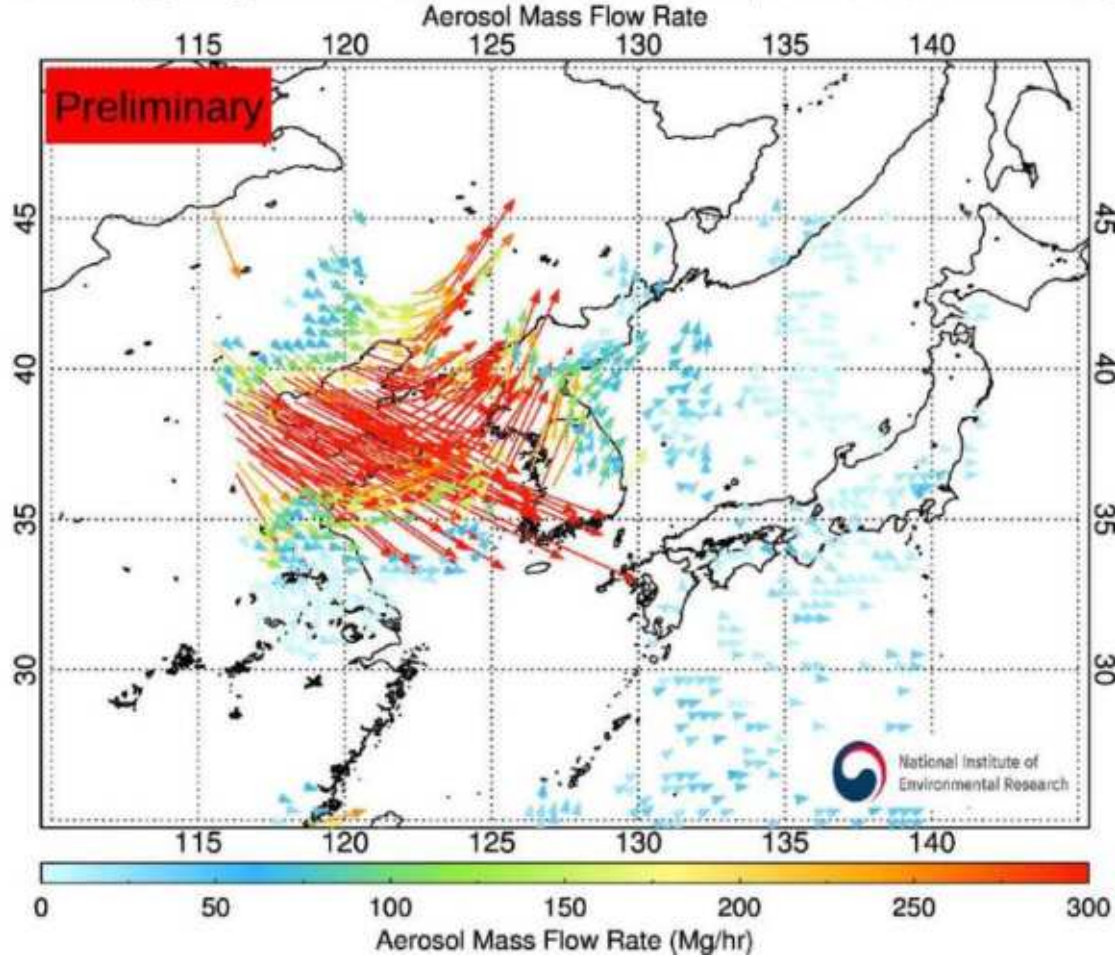 Aerosol Mass Flow Rate
115 120 125 130 135 140
Preliminary
45 45
40 40
35 35
30 30
National Institute of
Environmental Research
115 120 125 130 135 140
0 50 100 150 200 250 300
Aerosol Mass Flow Rate (Mg/hr)